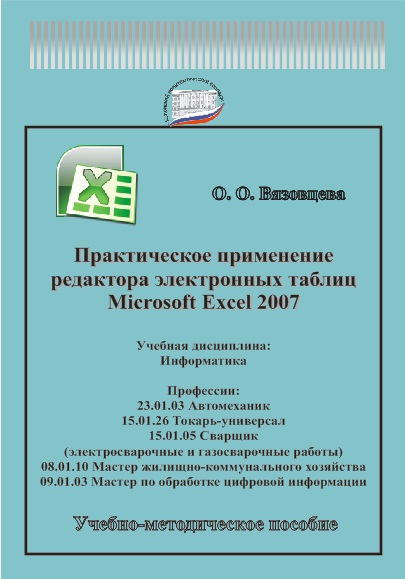 О. О. Вязовцева
Практическое применение
редактора электронных таблиц
Microsoft Excel 2007
Учебная дисциплина:
Информатика
Профессии:
23.01.03 Автомеханик
15.01.26 Токарь-универсал
15.01.05 Сварщик
(электросварочные и газосварочные работы)
08.01.10 Мастер жилищно-коммунального хозяйства
09.01.03 Мастер по обработке цифровой информации
Учебно-методическое пособие